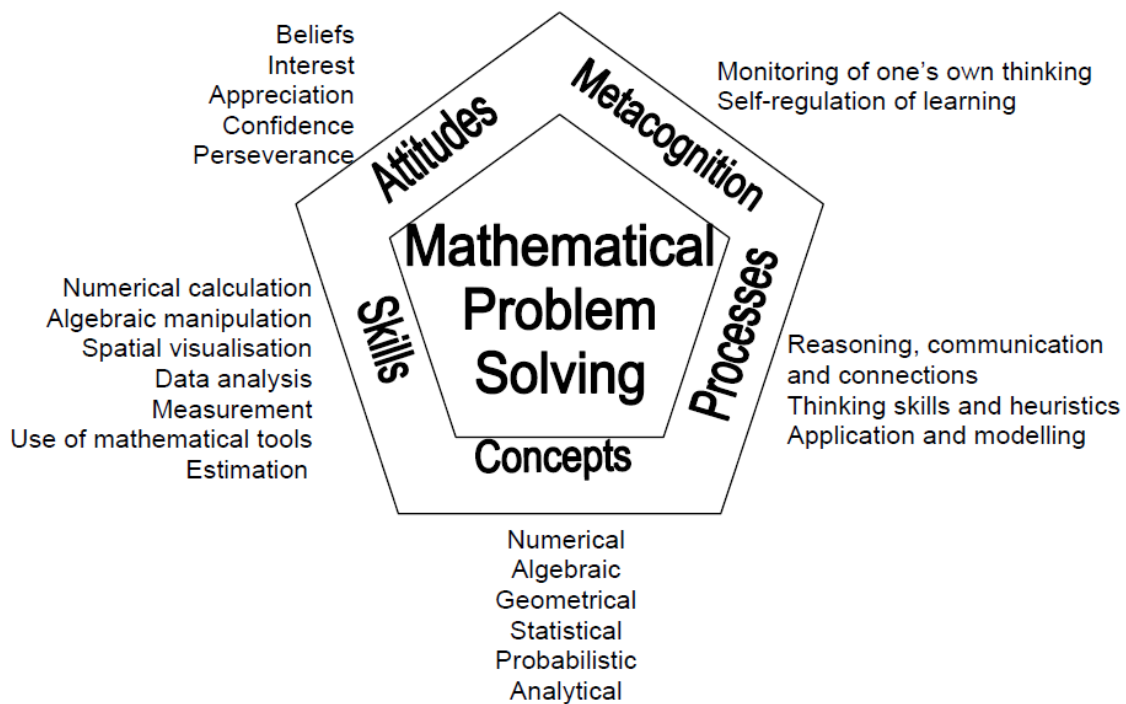 Beliefs
Interest
Appreciation
Confidence
Perseverance
Attitudes
Metacognition
Monitoring of one's own thinking
Self-regulation of learning
Mathematical
Problem
Solving
Numerical calculation
Algebraic manipulation
Spatial visualisation
Data analysis
Measurement
Use of mathematical tools
Estimation
Skills
Processes
Reasoning, communication
and connections
Thinking skills and heuristics
Application and modelling
Concepts
Numerical
Algebraic
Geometrical
Statistical
Probabilistic
Analytical